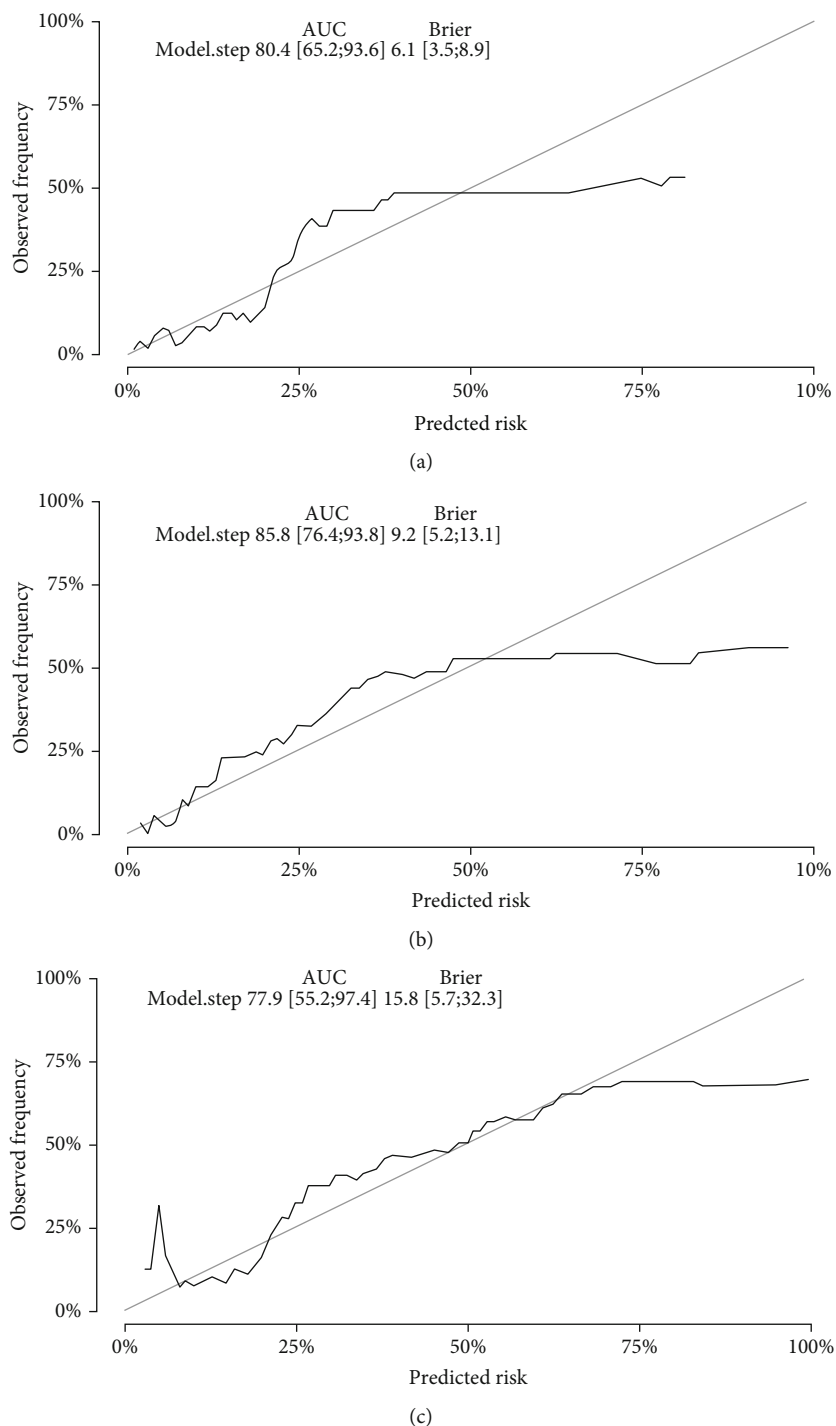 AUC Brier
Model.step 80.4 [65.2;93.6] 6.1 [3.5;8.9]
100%
75%
50%
25%
0%
Observed frequency
0% 25% 50% 75% 10%
Predcted risk
(a)
AUC Brier
Model.step 85.8 [76.4;93.8] 9.2 [5.2;13.1]
100%
75%
50%
25%
0%
Observed frequency
0% 25% 50% 75% 10%
Predicted risk
(b)
AUC Brier
Model.step 77.9 [55.2;97.4] 15.8 [5.7;32.3]
100%
75%
50%
25%
0%
Observed frequency
0% 25% 50% 75% 100%
Predicted risk
(c)